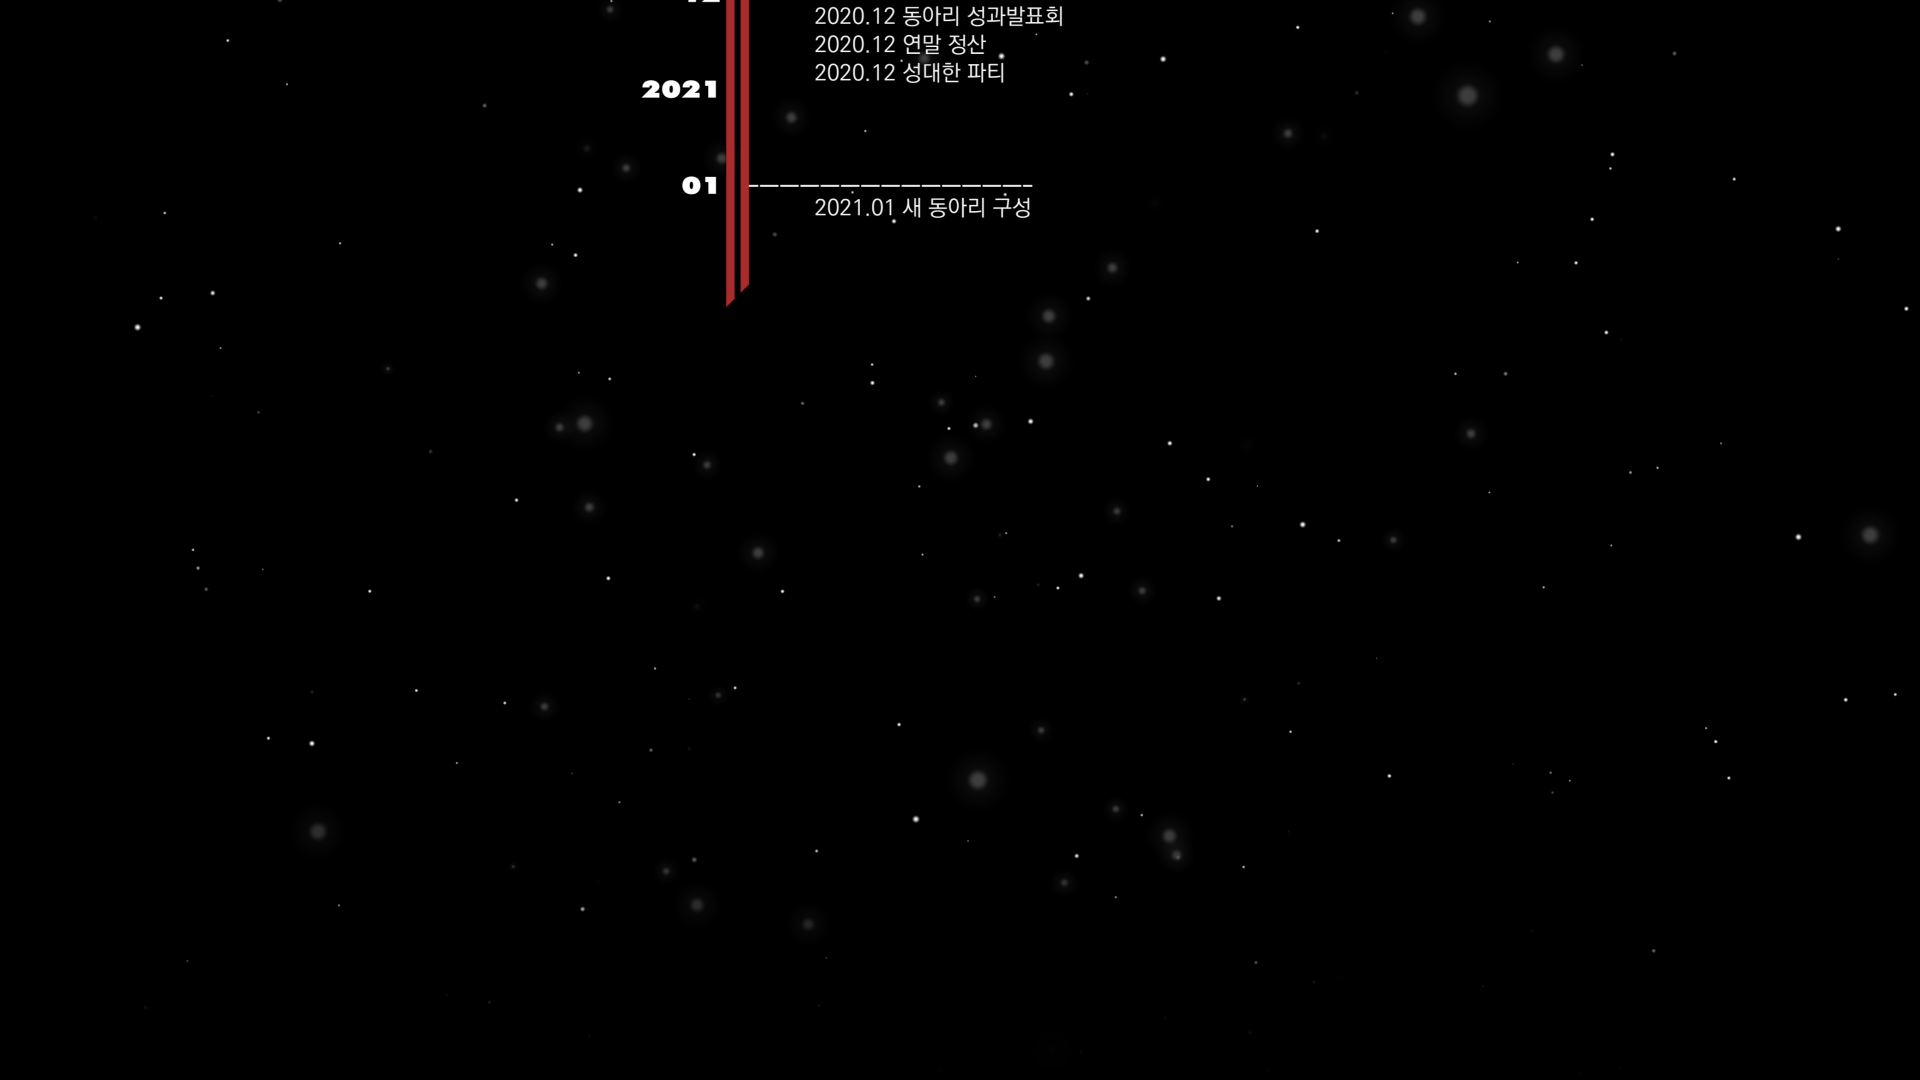 2020.12 동아리 성과발표회
2020.12 연말 정산
2020.12 성대한 파티
2021
01
2021.01 새 동아리 구성